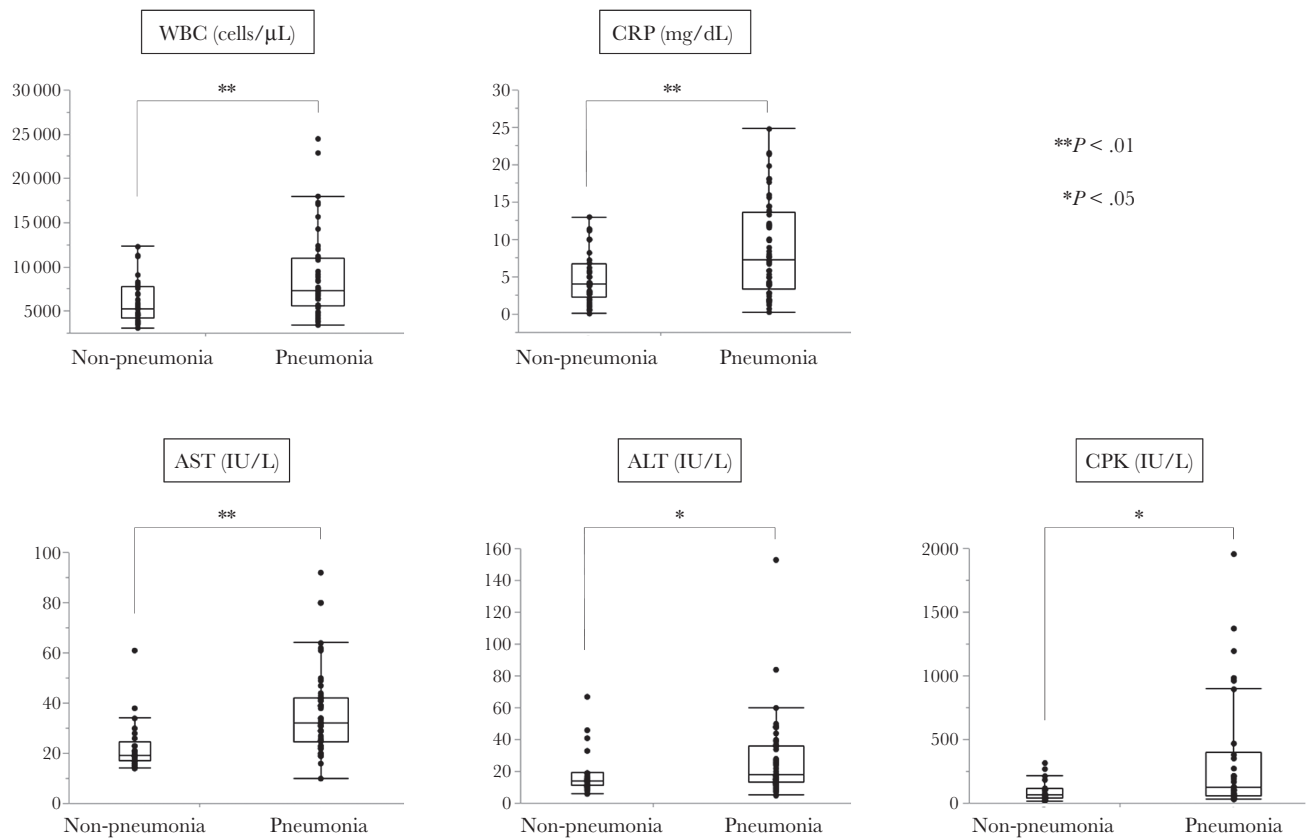 WBC (cells/μL)
30 000
25 000
20 000
15 000
10 000
5000
**
Non-pneumonia
Pneumonia
CRP (mg/dL)
30
25
20
15
10
5
0
**
Non-pneumonia
Pneumonia
**P < .01
*P < .05
AST (IU/L)
100
80
60
40
20
0
**
Non-pneumonia
Pneumonia
ALT (IU/L)
160
140
120
100
80
60
40
20
0
*
Non-pneumonia
Pneumonia
CPK (IU/L)
2000
1500
1000
500
0
*
Non-pneumonia
Pneumonia